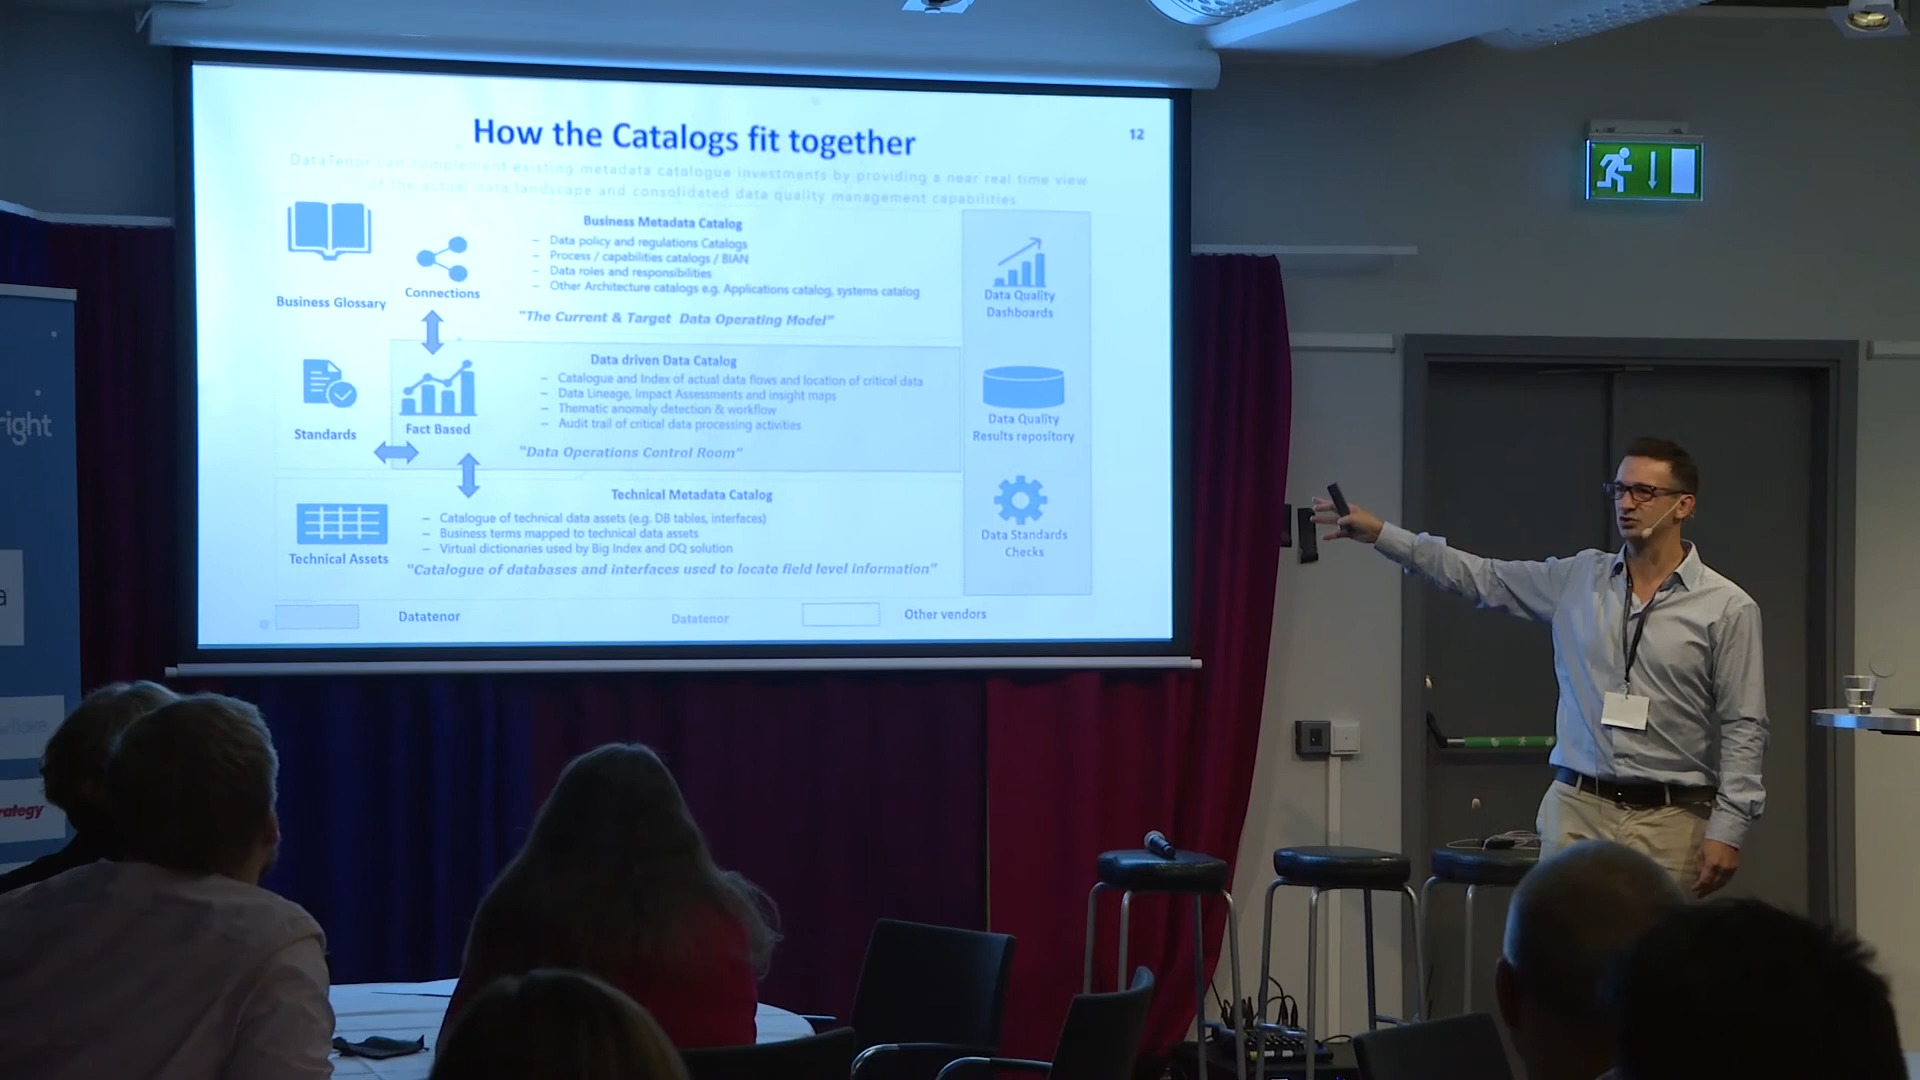 How the Catalogs fit together
12
DataTenor can complement existing metadata catalogue investments by providing a near real time view
of the actual data landscape and consolidated data quality management capabilities
Business Glossary
Connections
Business Metadata Catalog
– Data policy and regulations Catalogs
– Process / capabilities catalogs / BIAN
– Data roles and responsibilities
– Other Architecture catalogs e.g. Applications catalog, systems catalog
"The Current & Target Data Operating Model"
Standards
Fact Based
Data driven Data Catalog
– Catalogue and Index of actual data flows and location of critical data
– Data Lineage, Impact Assessments and insight maps
– Thematic anomaly detection & workflow
– Audit trail of critical data processing activities
"Data Operations Control Room"
Technical Assets
Technical Metadata Catalog
– Catalogue of technical data assets (e.g. DB tables, interfaces)
– Business terms mapped to technical data assets
– Virtual dictionaries used by Big Index and DQ solution
"Catalogue of databases and interfaces used to locate field level information"
Data Quality
Dashboards
Data Quality
Results repository
Data Standards
Checks
Datatenor
Datatenor
Other vendors
right
a
rategy